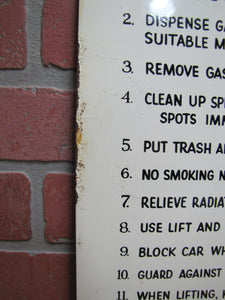 2. DISPENSE GA
SUITABLE M
3. REMOVE GAS
4. CLEAN UP SPI
SPOTS IMM
5. PUT TRASH A
6. NO SMOKING N
7. RELIEVE RADIAT
8. USE LIFT AND
9. BLOCK CAR WH
10. GUARD AGAINST
11. WHEN LIFTING,